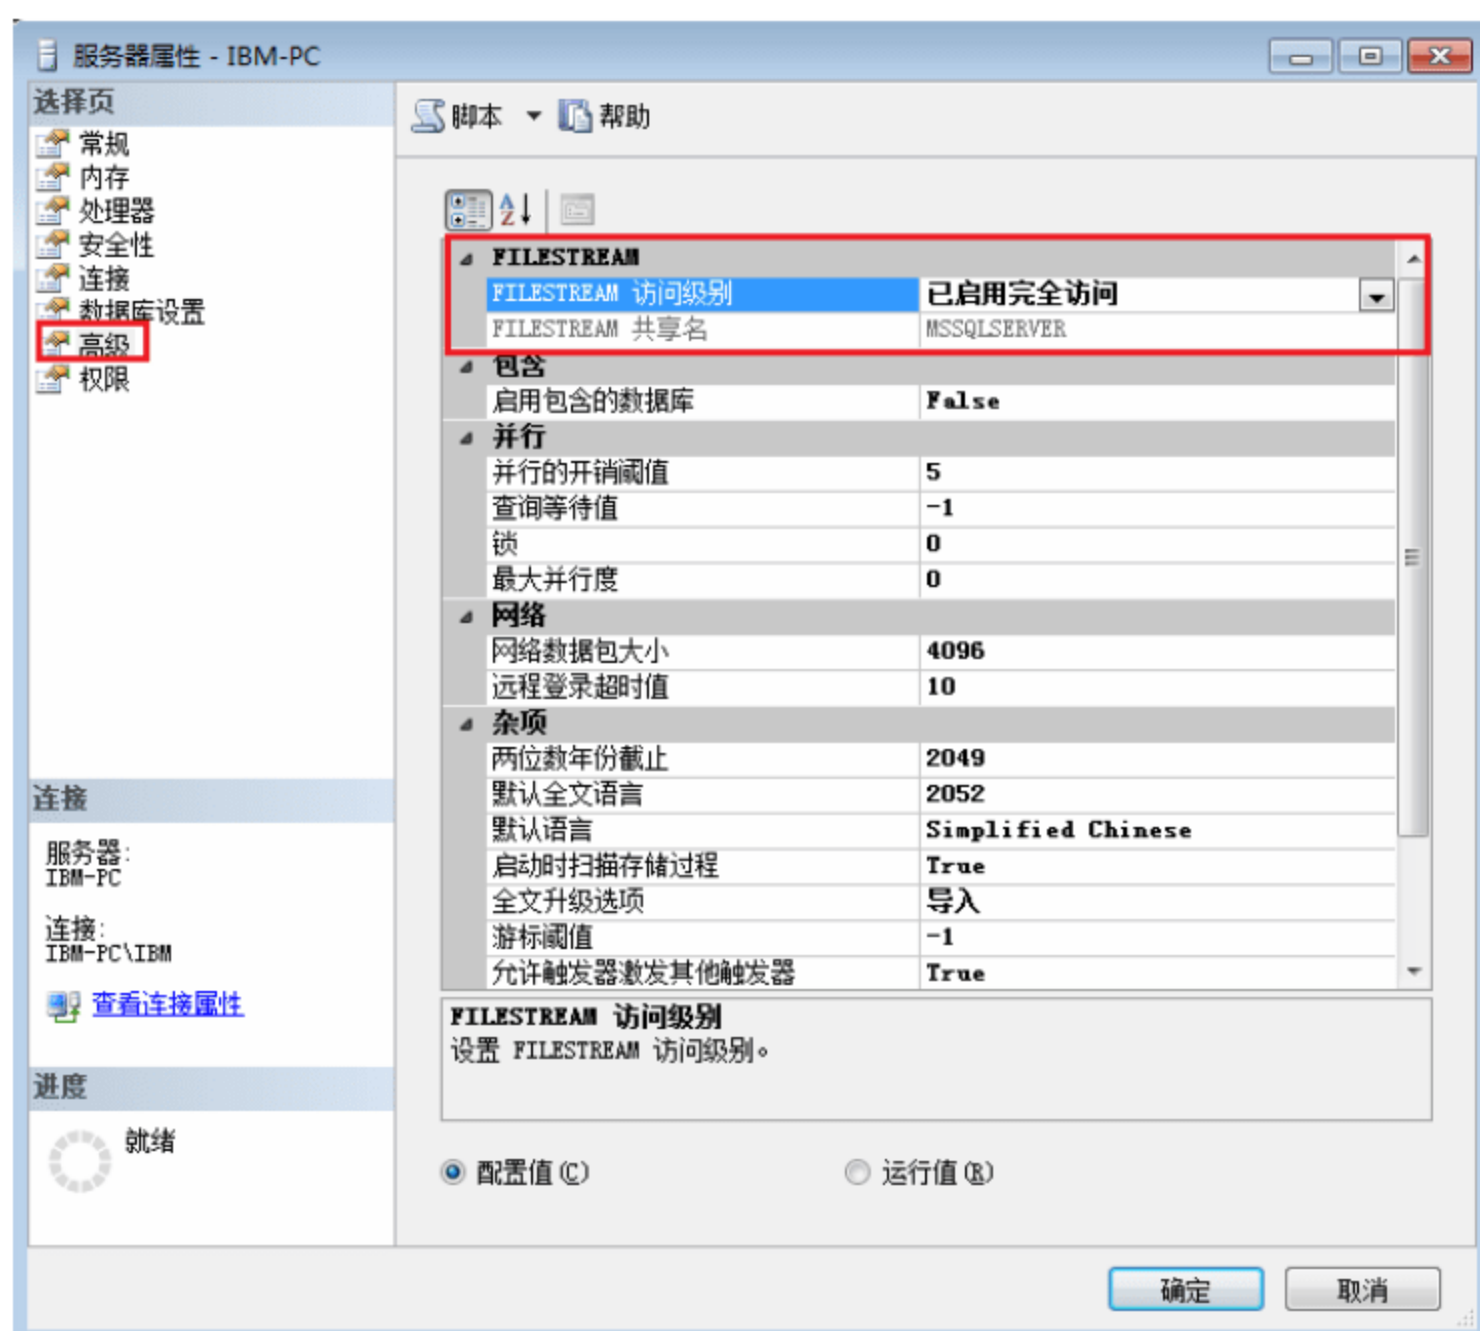 服务器属性 - IBM-PC
选择页
常规
内存
处理器
安全性
连接
数据库设置
高级
权限
连接
服务器:
IBM-PC
连接:
IBM-PC\IBM
查看连接属性
进度
就绪
脚本 帮助
FILESTREAM
FILESTREAM 访问级别 已启用完全访问
FILESTREAM 共享名 MSSQLSERVER
包含
启用包含的数据库 False
并行
并行的开销阈值 5
查询等待值 -1
锁 0
最大并行度 0
网络
网络数据包大小 4096
远程登录超时值 10
杂项
两位数年份截止 2049
默认全文语言 2052
默认语言 Simplified Chinese
启动时扫描存储过程 True
全文升级选项 导入
游标阈值 -1
允许触发器激发其他触发器 True
FILESTREAM 访问级别
设置 FILESTREAM 访问级别。
配置值(C) 运行值(R)
确定 取消